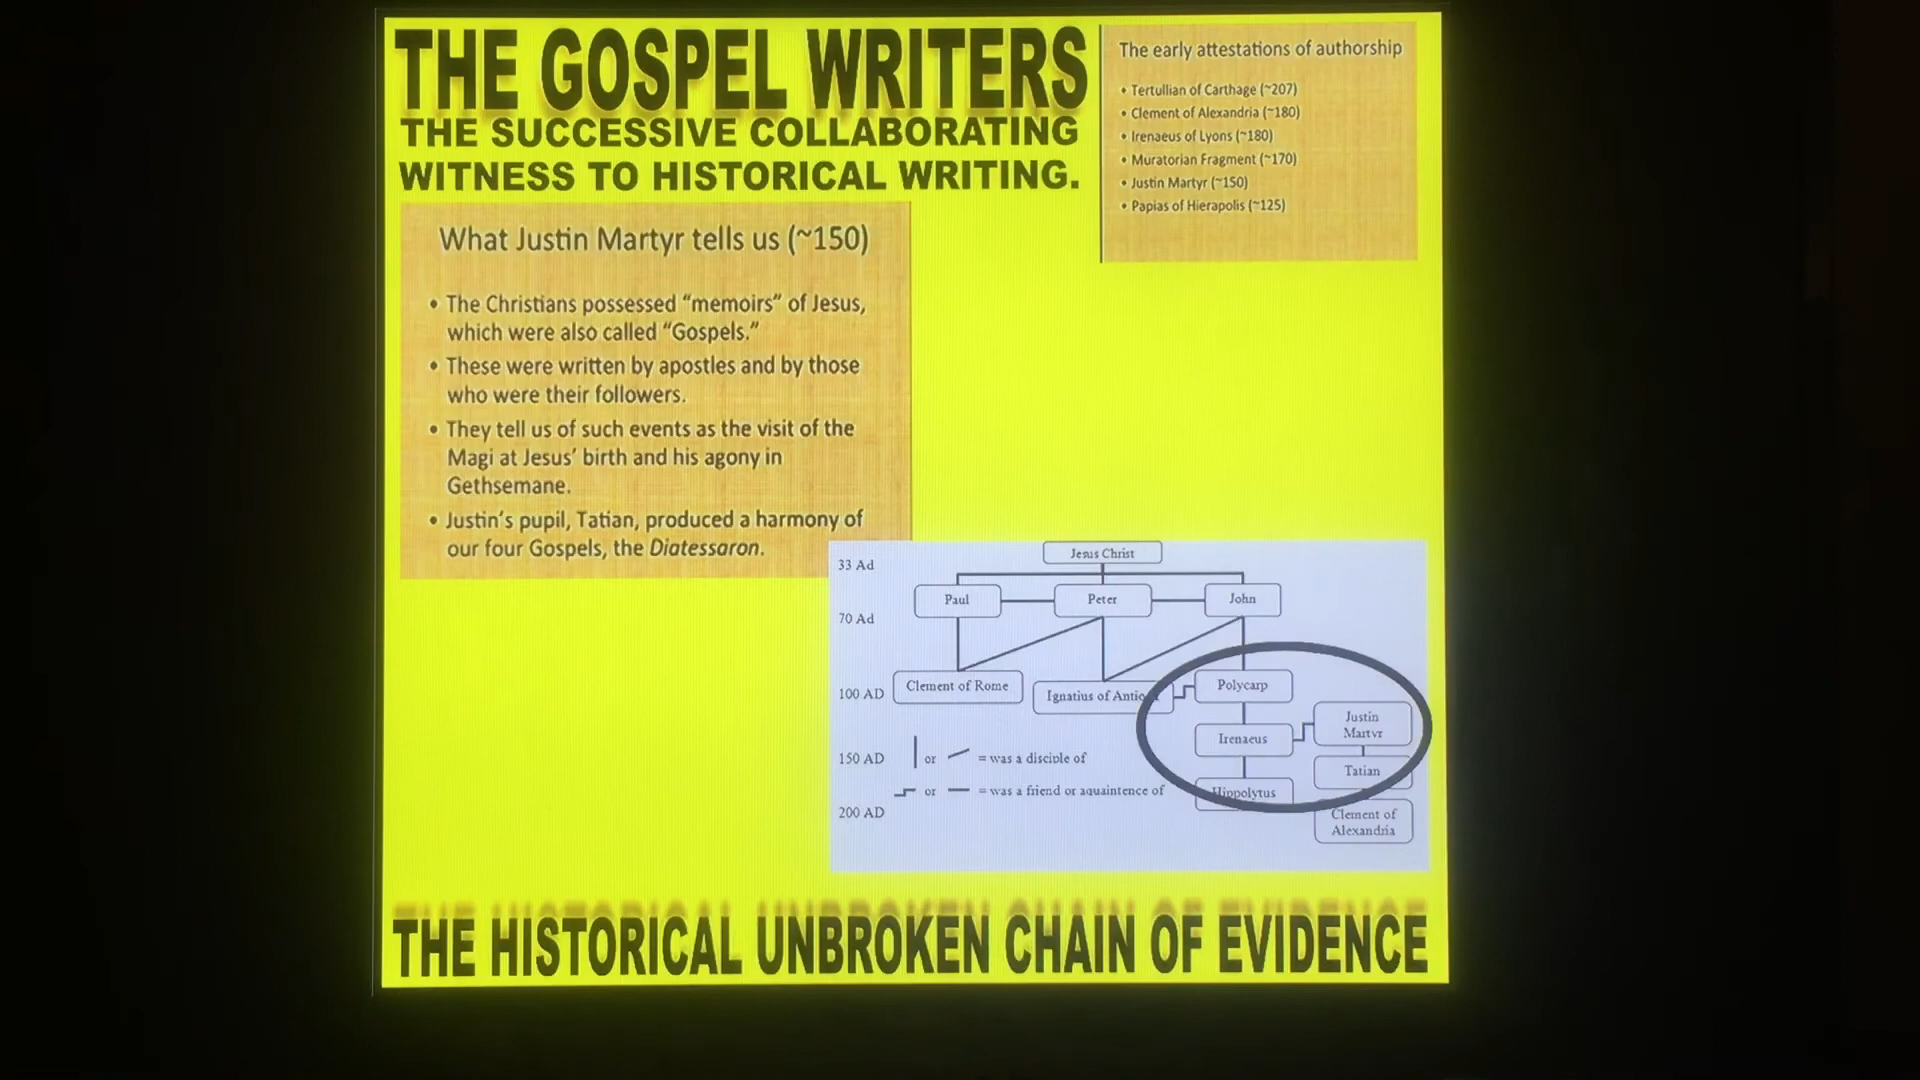 THE GOSPEL WRITERS
THE SUCCESSIVE COLLABORATING
WITNESS TO HISTORICAL WRITING.
The early attestations of authorship
• Tertullian of Carthage (~207)
• Clement of Alexandria (~180)
• Irenaeus of Lyons (~180)
• Muratorian Fragment (~170)
• Justin Martyr (~150)
• Papias of Hierapolis (~125)
What Justin Martyr tells us (~150)
• The Christians possessed “memoirs” of Jesus,
which were also called “Gospels.”
• These were written by apostles and by those
who were their followers.
• They tell us of such events as the visit of the
Magi at Jesus’ birth and his agony in
Gethsemane.
• Justin’s pupil, Tatian, produced a harmony of
our four Gospels, the Diatessaron.
Jesus Christ
33 Ad
Paul
Peter
John
70 Ad
Clement of Rome
Ignatius of Antio
Polycarp
100 AD
Justin
Martyr
Irenaeus
150 AD
or = was a disciple of
Tatian
or = was a friend or aquaintence of
Hippolytus
200 AD
Clement of
Alexandria
THE HISTORICAL UNBROKEN CHAIN OF EVIDENCE